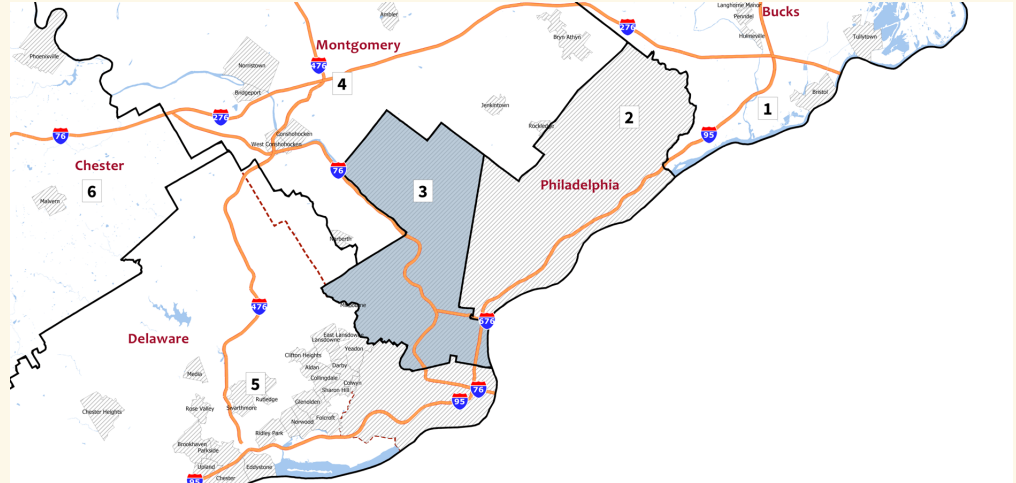 Langhorne Manor
Penndel
Bucks
Ambler
276
Hulmeville
Tullytown
Bryn Athyn
Montgomery
Phoenixville
476
Norristown
4
Bridgeport
Bristol
Jenkintown
1
276
2
Rockledge
76
Conshohocken
95
West Conshohocken
Chester
76
6
3
Philadelphia
Malvern
Narberth
476
676
Delaware
East Lansdowne
Lansdowne
Yeadon
Clifton Heights
Aldan
Darby
Media
Collingdale
Colwyn
5
Sharon Hill
76
Rutledge
Rose Valley
Swarthmore
Glenolden
95
Chester Heights
Folcroft
Norwood
Ridley Park
Brookhaven
Parkside
Upland
Eddystone
Chester
95